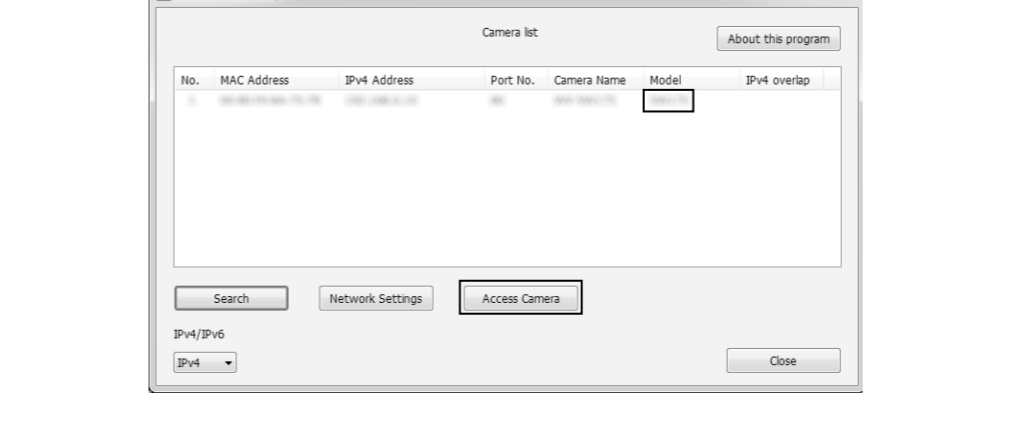 Camera list
About this program
No. MAC Address IPv4 Address Port No. Camera Name Model IPv4 overlap
Search Network Settings Access Camera
IPv4/IPv6
IPv4
Close